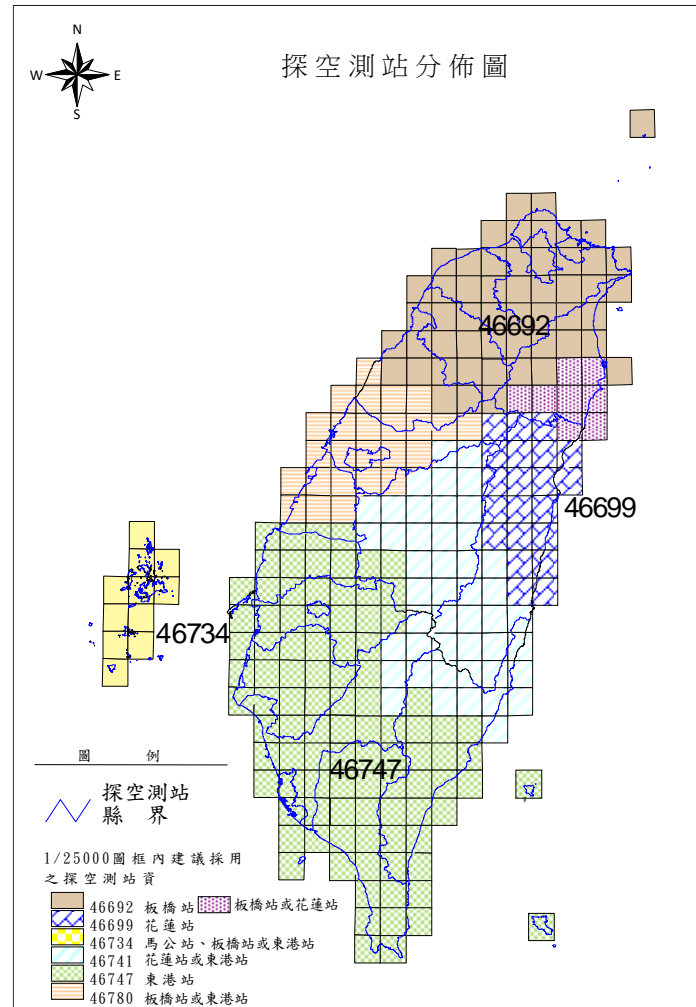 N
探空測站分佈圖
W E
S
46692
46699
46734
46747
圖 例
探空測站
縣 界
1/25000圖框內建議採用
之探空測站資
46692 板橋站 板橋站或花蓮站
46699 花蓮站
46734 馬公站、板橋站或東港站
46741 花蓮站或東港站
46747 東港站
46780 板橋站或東港站